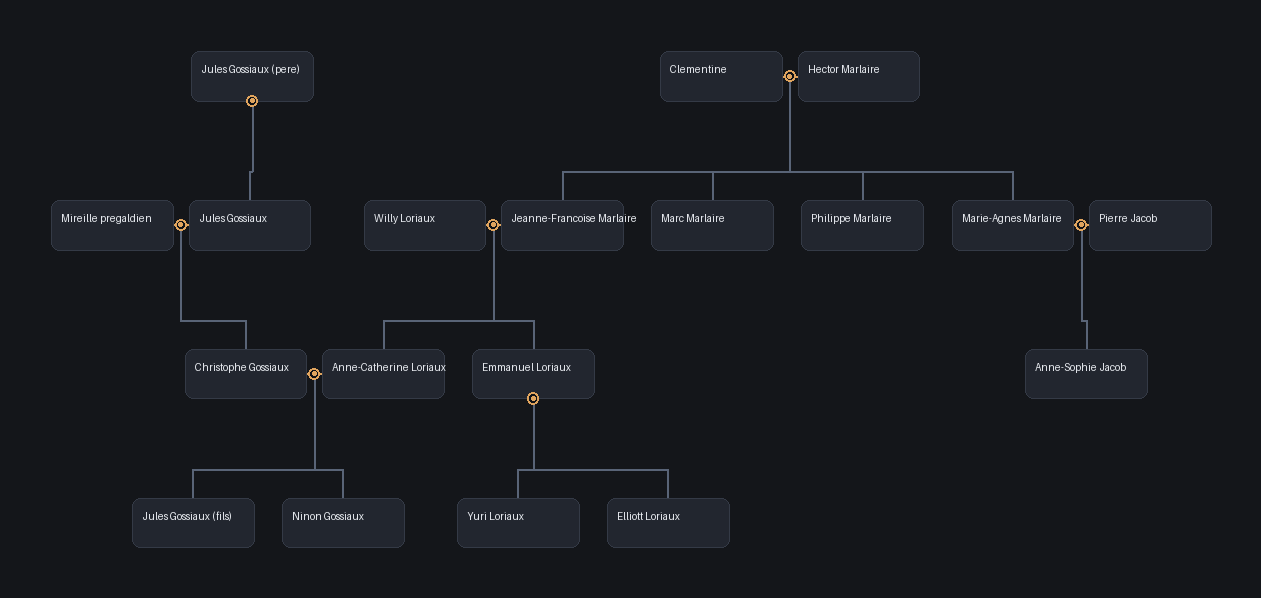 Jules Gossiaux (pere)
Clementine
Hector Marlaire
Mireille pregaldien
Jules Gossiaux
Willy Loriaux
Jeanne-Francoise Marlaire
Marc Marlaire
Philippe Marlaire
Marie-Agnes Marlaire
Pierre Jacob
Christophe Gossiaux
Anne-Catherine Loriaux
Emmanuel Loriaux
Anne-Sophie Jacob
Jules Gossiaux (fils)
Ninon Gossiaux
Yuri Loriaux
Elliott Loriaux